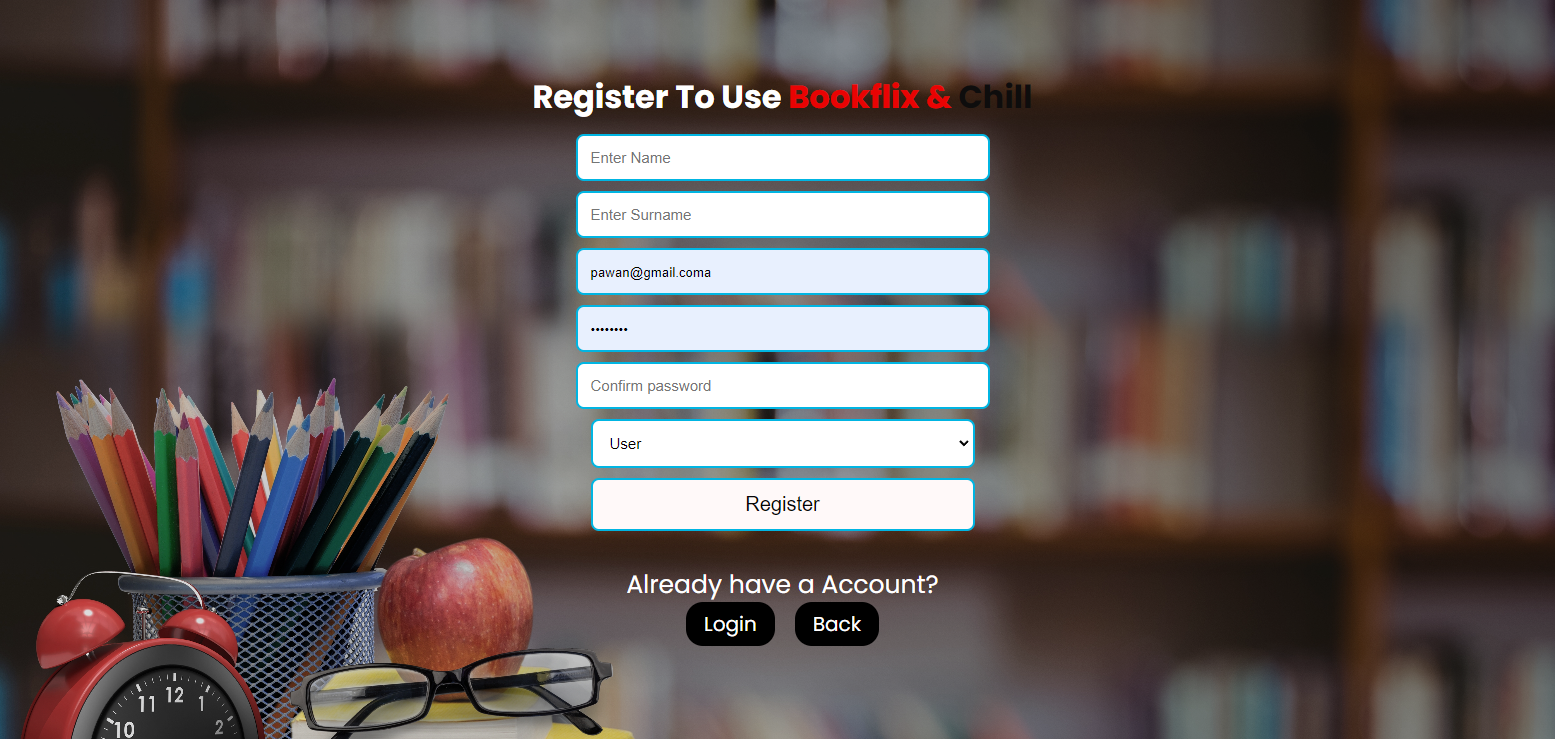 Register To Use Bookflix & Chill
Enter Name
Enter Surname
pawan@gmail.coma
••••••••
Confirm password
User
Register
Already have a Account?
Login Back
11 12 1
10 2